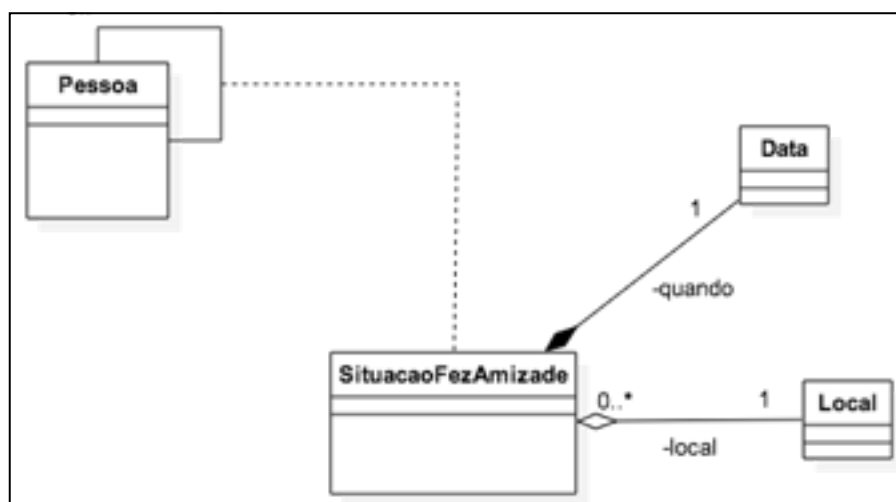 Pessoa
Data
1
-quando
SituacaoFezAmizade
0..*
1
Local
-local